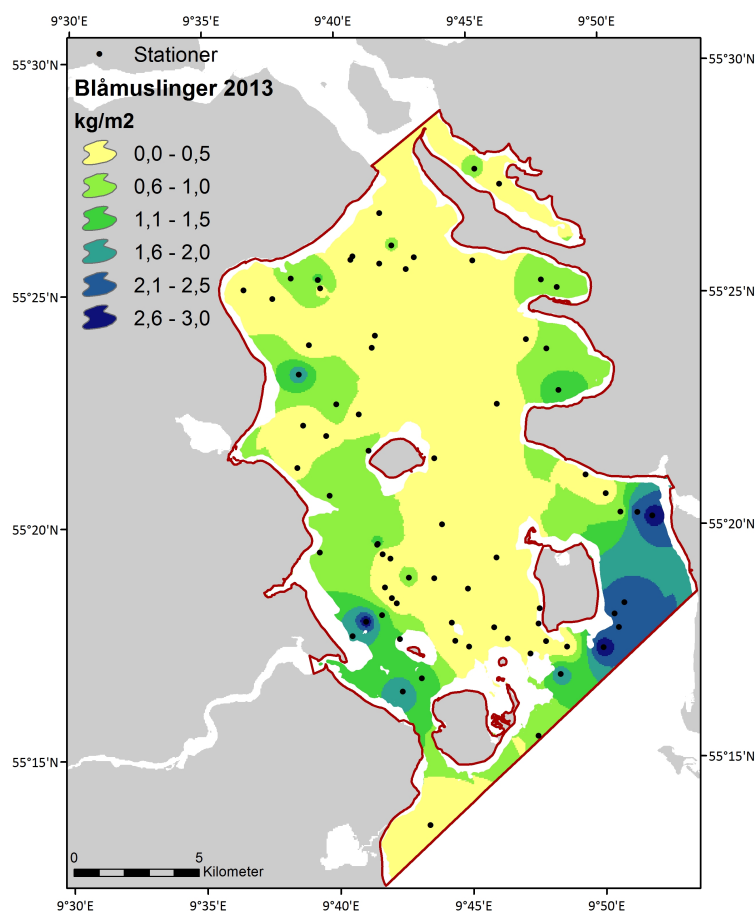 9°30'E 9°35'E 9°40'E 9°45'E 9°50'E
Stationer
Blåmuslinger 2013
kg/m2
0,0 - 0,5
0,6 - 1,0
1,1 - 1,5
1,6 - 2,0
2,1 - 2,5
2,6 - 3,0
55°30'N 55°30'N
55°25'N 55°25'N
55°20'N 55°20'N
55°15'N 55°15'N
0 5
Kilometer
9°30'E 9°35'E 9°40'E 9°45'E 9°50'E